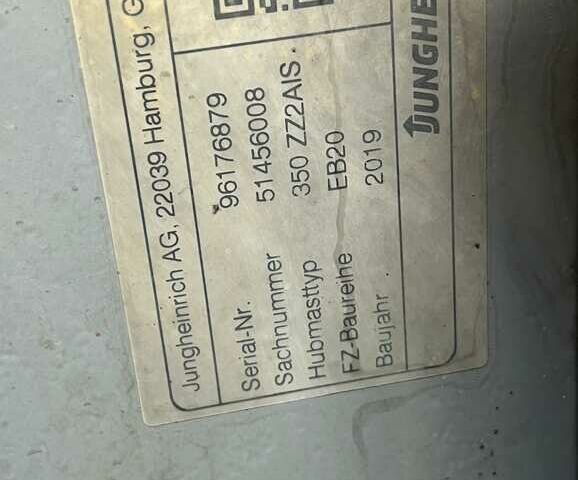 Jungheinrich AG, 22039 Hamburg, G
Serial-Nr. 96176879
Sachnummer 51456008
Hubmasttyp 350 ZZ2AIS.
FZ-Baureihe EB20
Baujahr 2019
JUNGHE